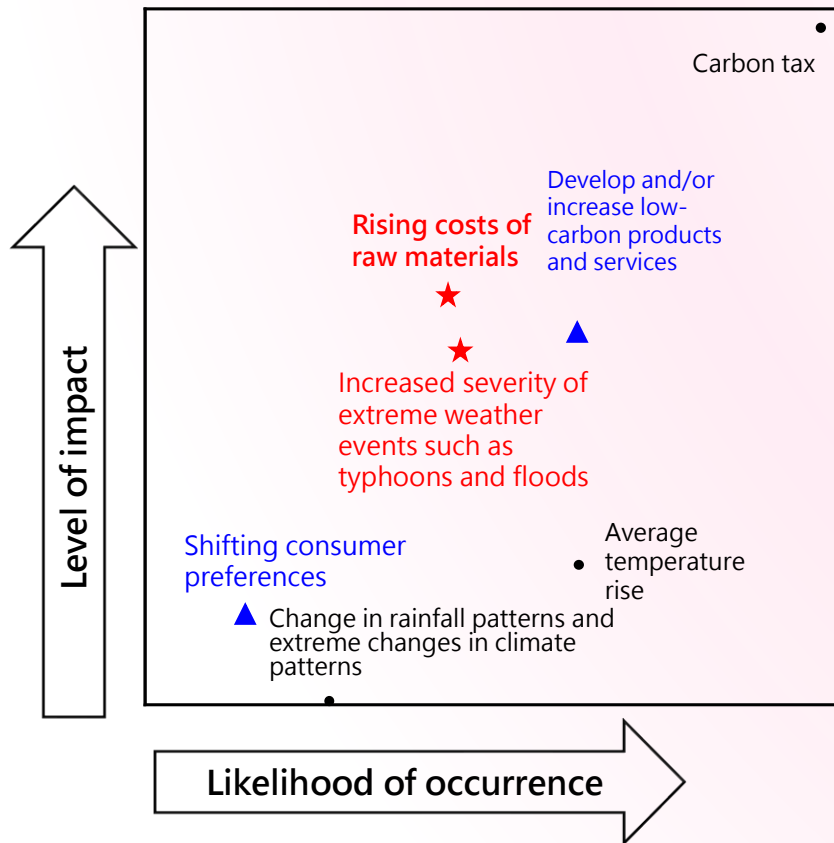 Carbon tax
Develop and/or
increase low-
carbon products
and services
Rising costs of
raw materials
Increased severity of
extreme weather
events such as
typhoons and floods
Average
temperature
rise
Shifting consumer
preferences
Change in rainfall patterns and
extreme changes in climate
patterns
Level of impact
Likelihood of occurrence